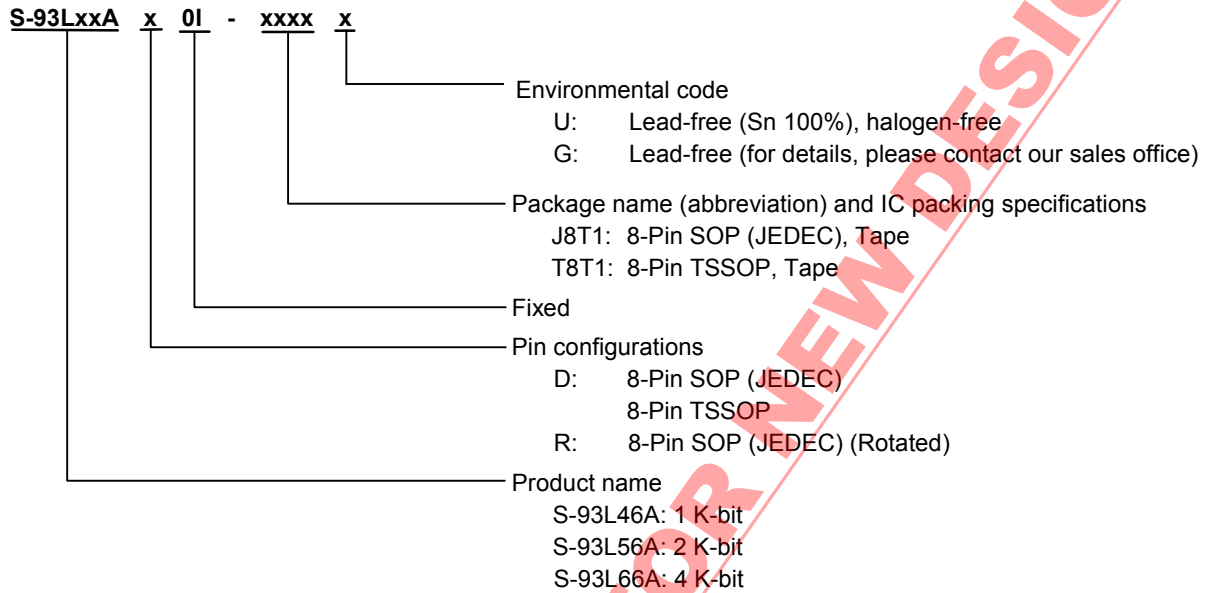 S-93LxxA x 0I - xxxx x
Environmental code
U: Lead-free (Sn 100%), halogen-free
G: Lead-free (for details, please contact our sales office)
Package name (abbreviation) and IC packing specifications
J8T1: 8-Pin SOP (JEDEC), Tape
T8T1: 8-Pin TSSOP, Tape
Fixed
Pin configurations
D: 8-Pin SOP (JEDEC)
8-Pin TSSOP
R: 8-Pin SOP (JEDEC) (Rotated)
Product name
S-93L46A: 1 K-bit
S-93L56A: 2 K-bit
S-93L66A: 4 K-bit
OR NEW DESIG